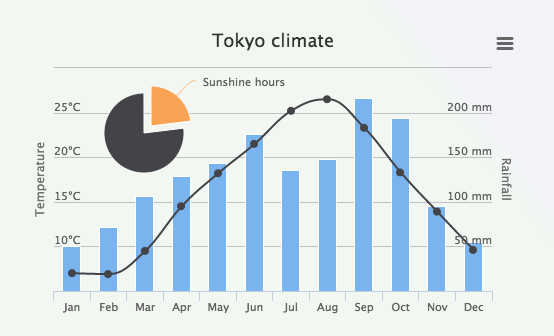 Tokyo climate
Sunshine hours
25°C
20°C
15°C
10°C
Temperature
200 mm
150 mm
100 mm
50 mm
Rainfall
Jan
Feb
Mar
Apr
May
Jun
Jul
Aug
Sep
Oct
Nov
Dec